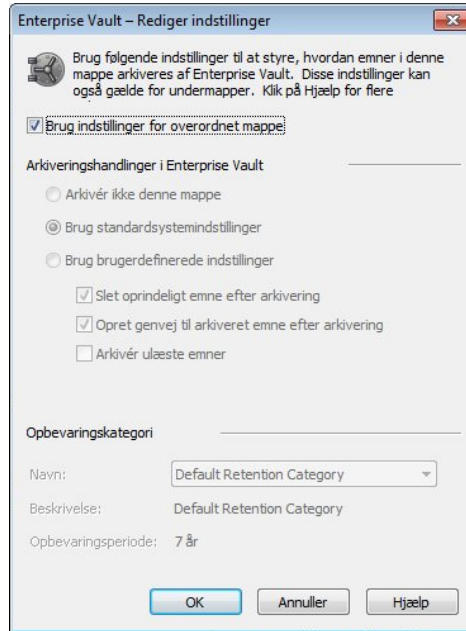 Enterprise Vault – Rediger indstillinger
Brug følgende indstillinger til at styre, hvordan emner i denne
mappe arkiveres af Enterprise Vault. Disse indstillinger kan
også gælde for undermapper. Klik på Hjælp for flere
Brug indstillinger for overordnet mappe
Arkiveringshandlinger i Enterprise Vault
Arkivér ikke denne mappe
Brug standardsystemindstillinger
Brug brugerdefinerede indstillinger
Slet oprindeligt emne efter arkivering
Opret genvej til arkiveret emne efter arkivering
Arkivér ulæste emner
Opbevaringskategori
Navn: Default Retention Category
Beskrivelse: Default Retention Category
Opbevaringsperiode: 7 år
OK Annuller Hjælp